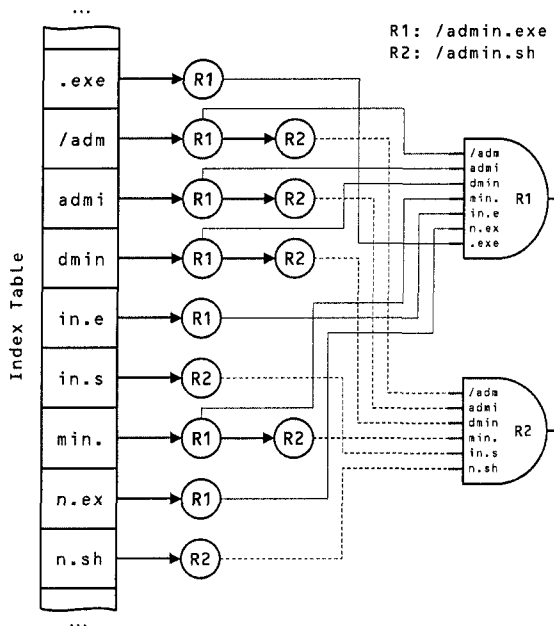 ...
R1: /admin.exe
R2: /admin.sh
Index Table
.exe R1
/adm R1 R2
admi R1 R2
dmin R1 R2
in.e R1
in.s R2
min. R1 R2
n.ex R1
n.sh R2
...
/adm
admi
dmin
min.
in.e
n.ex
.exe
R1
/adm
admi
dmin
min.
in.s
n.sh
R2